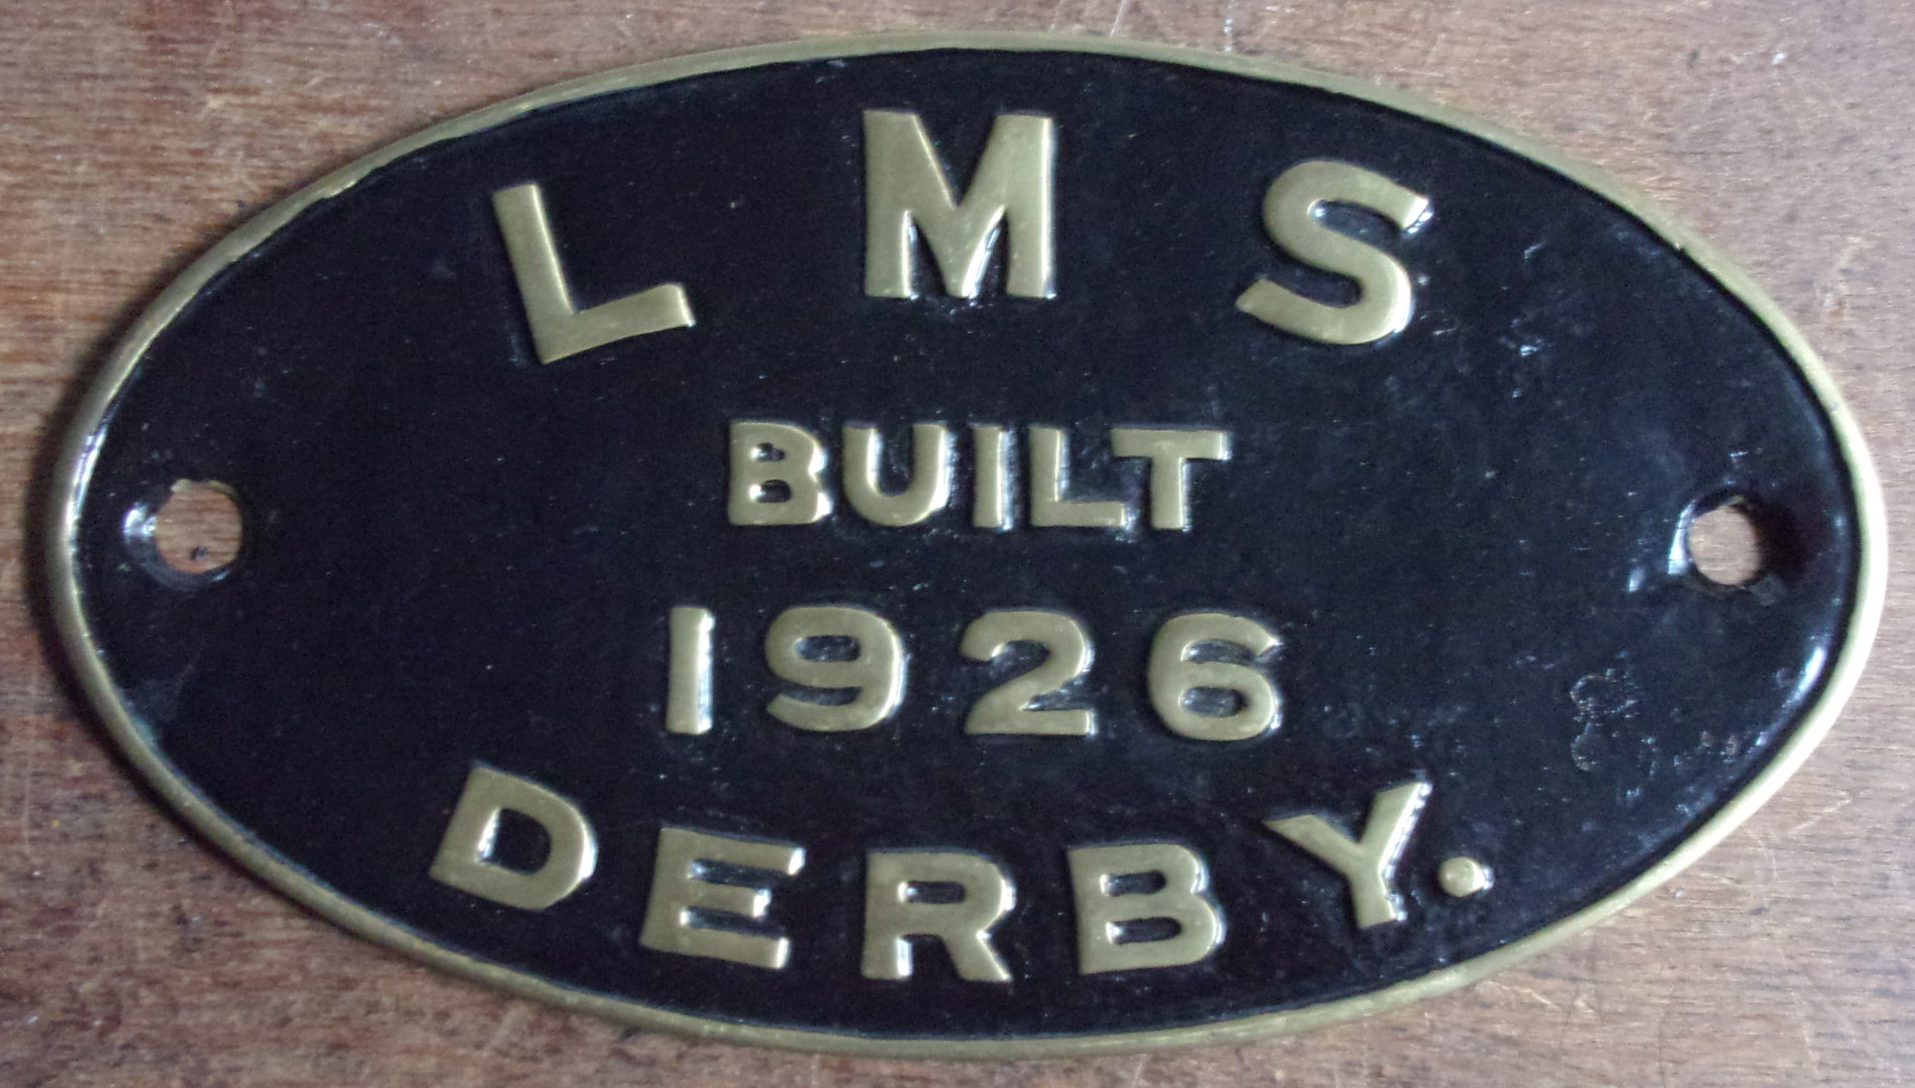 L M S
BUILT
1926
DERBY.